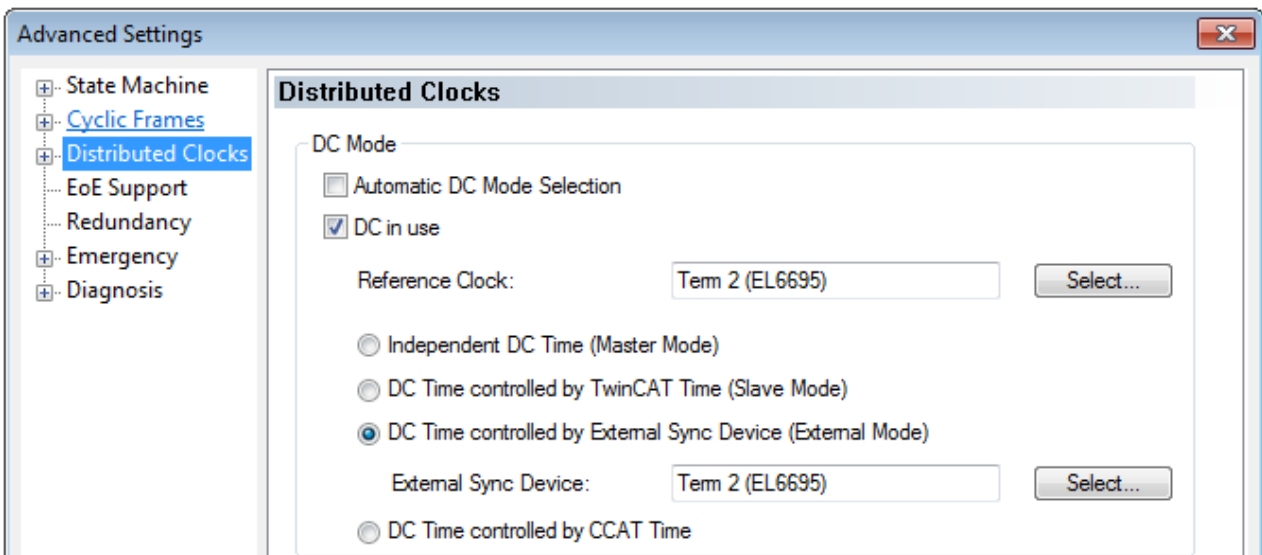 Advanced Settings
State Machine
Cyclic Frames
Distributed Clocks
EoE Support
Redundancy
Emergency
Diagnosis
Distributed Clocks
DC Mode
Automatic DC Mode Selection
DC in use
Reference Clock: Term 2 (EL6695) Select...
Independent DC Time (Master Mode)
DC Time controlled by TwinCAT Time (Slave Mode)
DC Time controlled by External Sync Device (External Mode)
External Sync Device: Term 2 (EL6695) Select...
DC Time controlled by CCAT Time